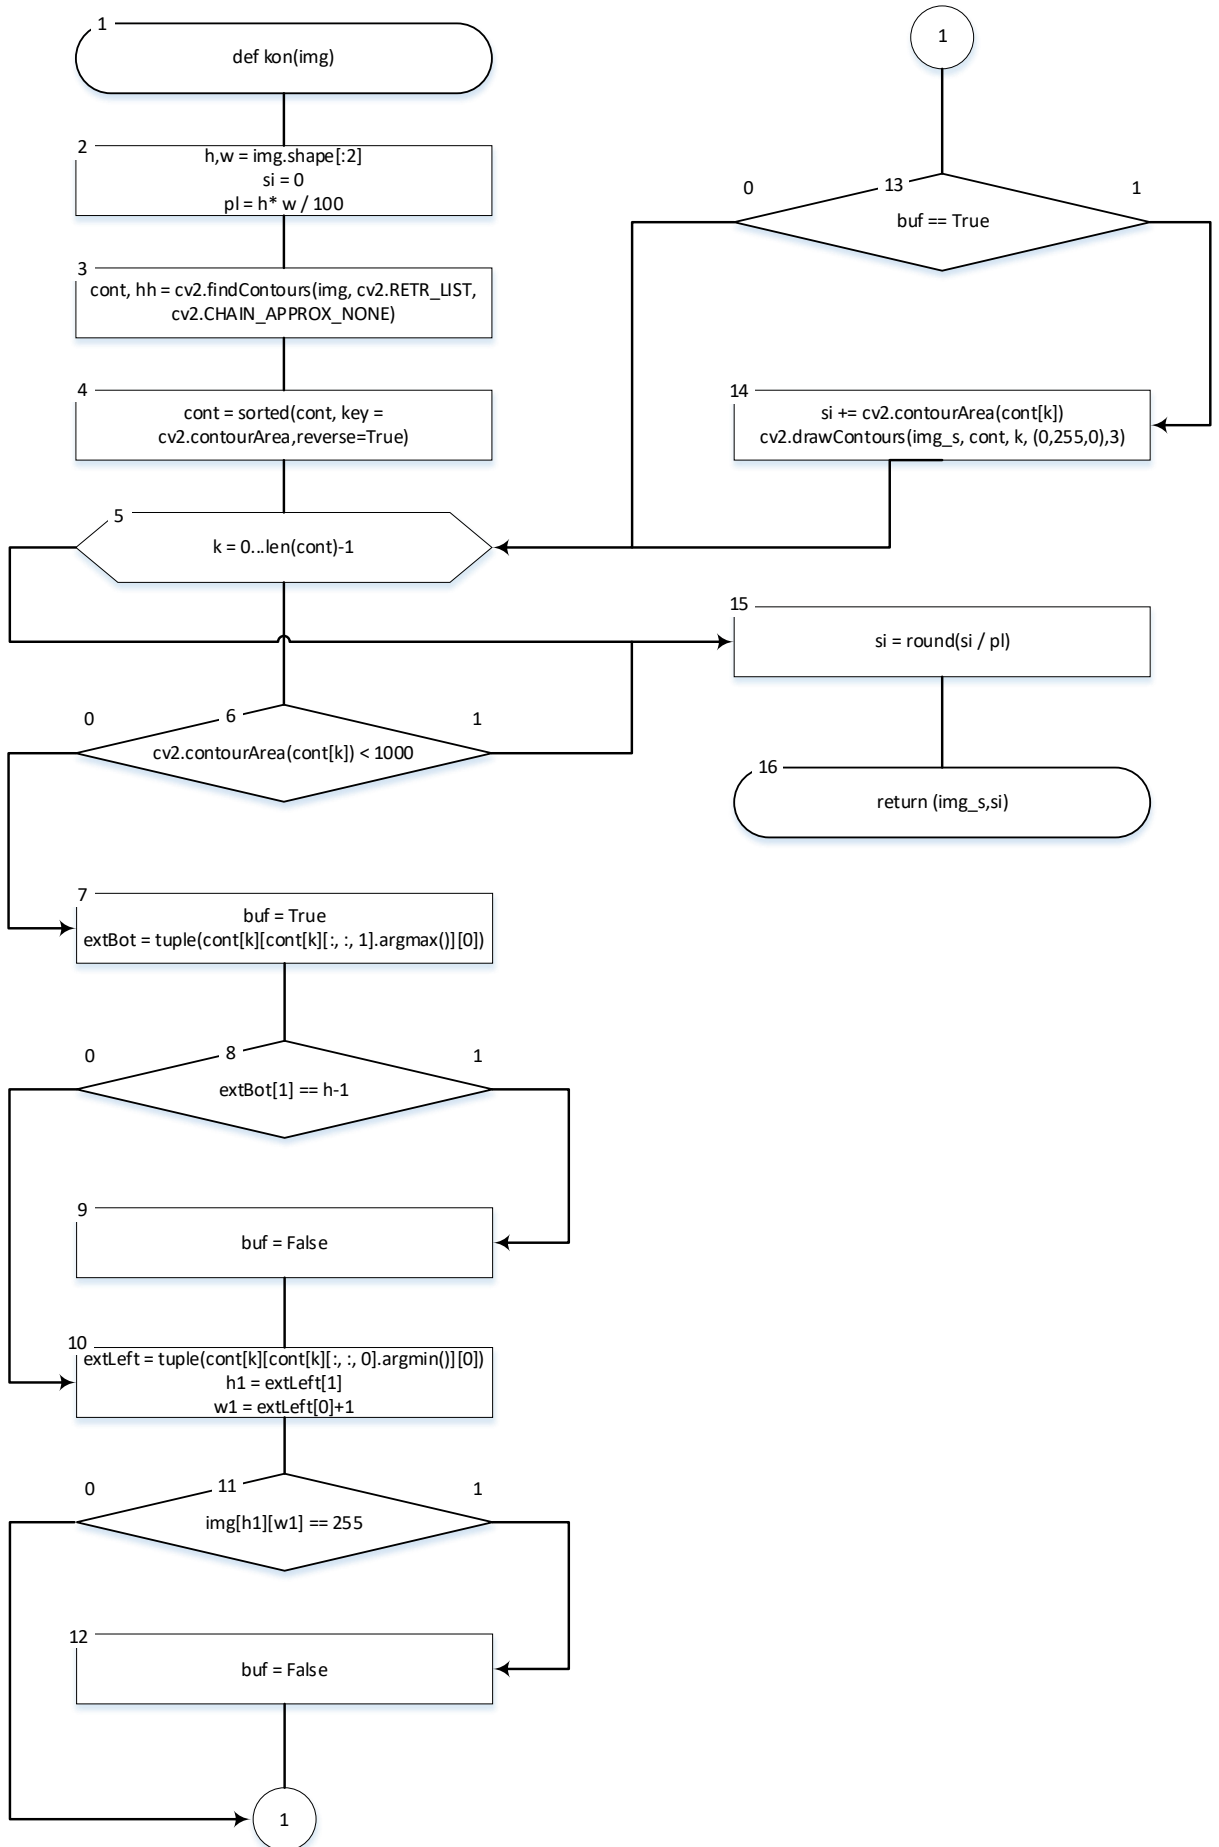 1
def kon(img)
2
h,w = img.shape[:2]
si = 0
pl = h* w / 100
3
cont, hh = cv2.findContours(img, cv2.RETR_LIST,
cv2.CHAIN_APPROX_NONE)
4
cont = sorted(cont, key =
cv2.contourArea,reverse=True)
5
k = 0...len(cont)-1
0
6
1
cv2.contourArea(cont[k]) < 1000
7
buf = True
extBot = tuple(cont[k][cont[k][:, :, 1].argmax()][0])
0
8
1
extBot[1] == h-1
9
buf = False
10
extLeft = tuple(cont[k][cont[k][:, :, 0].argmin()][0])
h1 = extLeft[1]
w1 = extLeft[0]+1
0
11
1
img[h1][w1] == 255
12
buf = False
1
1
0
13
1
buf == True
14
si += cv2.contourArea(cont[k])
cv2.drawContours(img_s, cont, k, (0,255,0),3)
15
si = round(si / pl)
16
return (img_s,si)